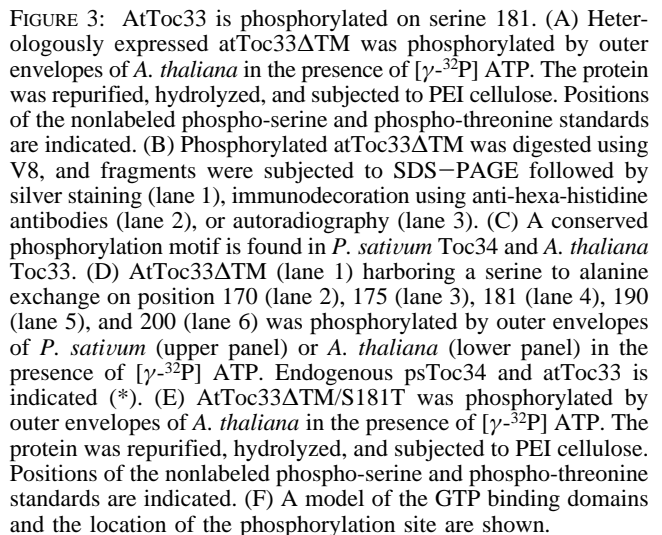 FIGURE 3: AtToc33 is phosphorylated on serine 181. (A) Heter-
ologously expressed atToc33ΔTM was phosphorylated by outer
envelopes of A. thaliana in the presence of [γ-³²P] ATP. The protein
was repurified, hydrolyzed, and subjected to PEI cellulose. Positions
of the nonlabeled phospho-serine and phospho-threonine standards
are indicated. (B) Phosphorylated atToc33ΔTM was digested using
V8, and fragments were subjected to SDS−PAGE followed by
silver staining (lane 1), immunodecoration using anti-hexa-histidine
antibodies (lane 2), or autoradiography (lane 3). (C) A conserved
phosphorylation motif is found in P. sativum Toc34 and A. thaliana
Toc33. (D) AtToc33ΔTM (lane 1) harboring a serine to alanine
exchange on position 170 (lane 2), 175 (lane 3), 181 (lane 4), 190
(lane 5), and 200 (lane 6) was phosphorylated by outer envelopes
of P. sativum (upper panel) or A. thaliana (lower panel) in the
presence of [γ-³²P] ATP. Endogenous psToc34 and atToc33 is
indicated (*). (E) AtToc33ΔTM/S181T was phosphorylated by
outer envelopes of A. thaliana in the presence of [γ-³²P] ATP. The
protein was repurified, hydrolyzed, and subjected to PEI cellulose.
Positions of the nonlabeled phospho-serine and phospho-threonine
standards are indicated. (F) A model of the GTP binding domains
and the location of the phosphorylation site are shown.